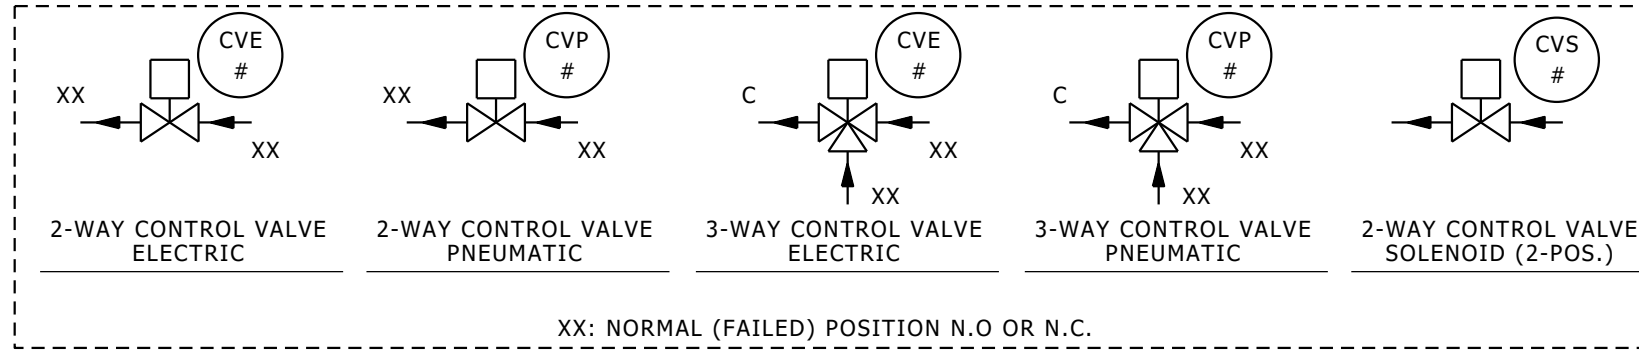 CVE
#
XX
XX
2-WAY CONTROL VALVE
ELECTRIC
CVP
#
XX
XX
2-WAY CONTROL VALVE
PNEUMATIC
CVE
#
C
XX
XX
3-WAY CONTROL VALVE
ELECTRIC
CVP
#
C
XX
XX
3-WAY CONTROL VALVE
PNEUMATIC
CVS
#
2-WAY CONTROL VALVE
SOLENOID (2-POS.)
XX: NORMAL (FAILED) POSITION N.O OR N.C.